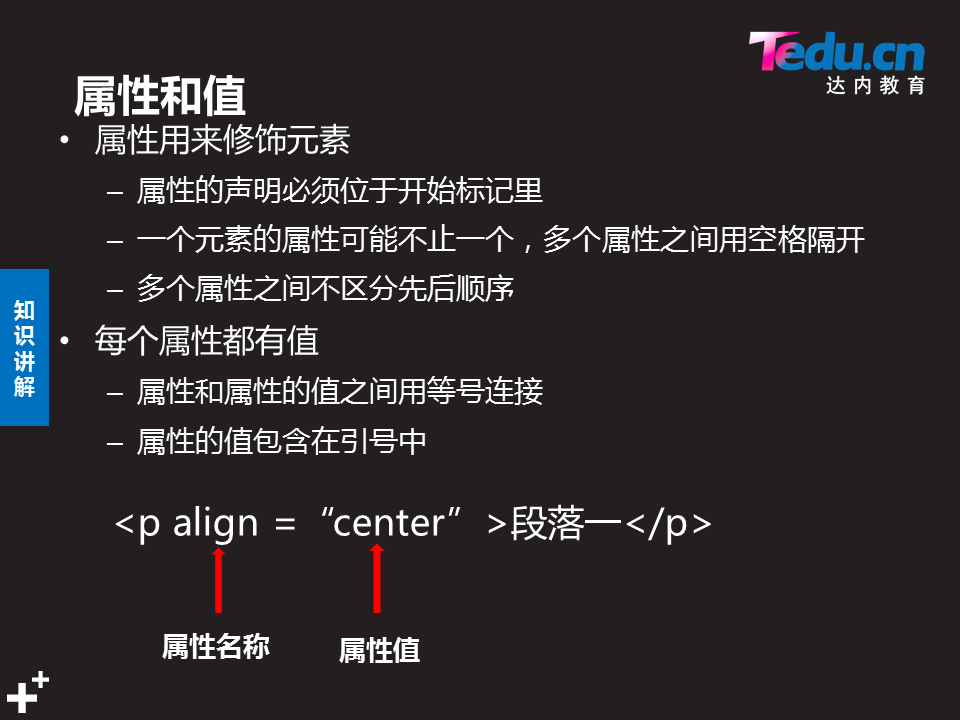 Tedu.cn
达内教育
属性和值
• 属性用来修饰元素
– 属性的声明必须位于开始标记里
– 一个元素的属性可能不止一个，多个属性之间用空格隔开
– 多个属性之间不区分先后顺序
知识讲解
• 每个属性都有值
– 属性和属性的值之间用等号连接
– 属性的值包含在引号中
<p align =“center”>段落一</p>
属性名称
属性值